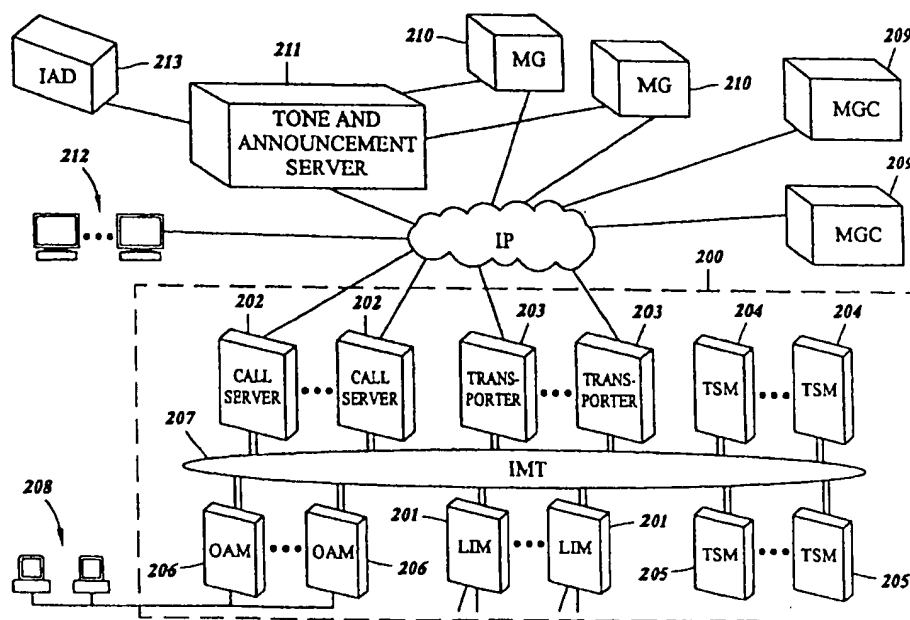 IAD
213
211
TONE AND
ANNOUNCEMENT
SERVER
210
MG
MG
210
209
MGC
209
MGC
212
IP
200
202
CALL
SERVER
202
CALL
SERVER
203
TRANS-
PORTER
203
TRANS-
PORTER
204
TSM
204
TSM
207
IMT
208
OAM
206
OAM
206
201
LIM
LIM
201
TSM
205
TSM
205